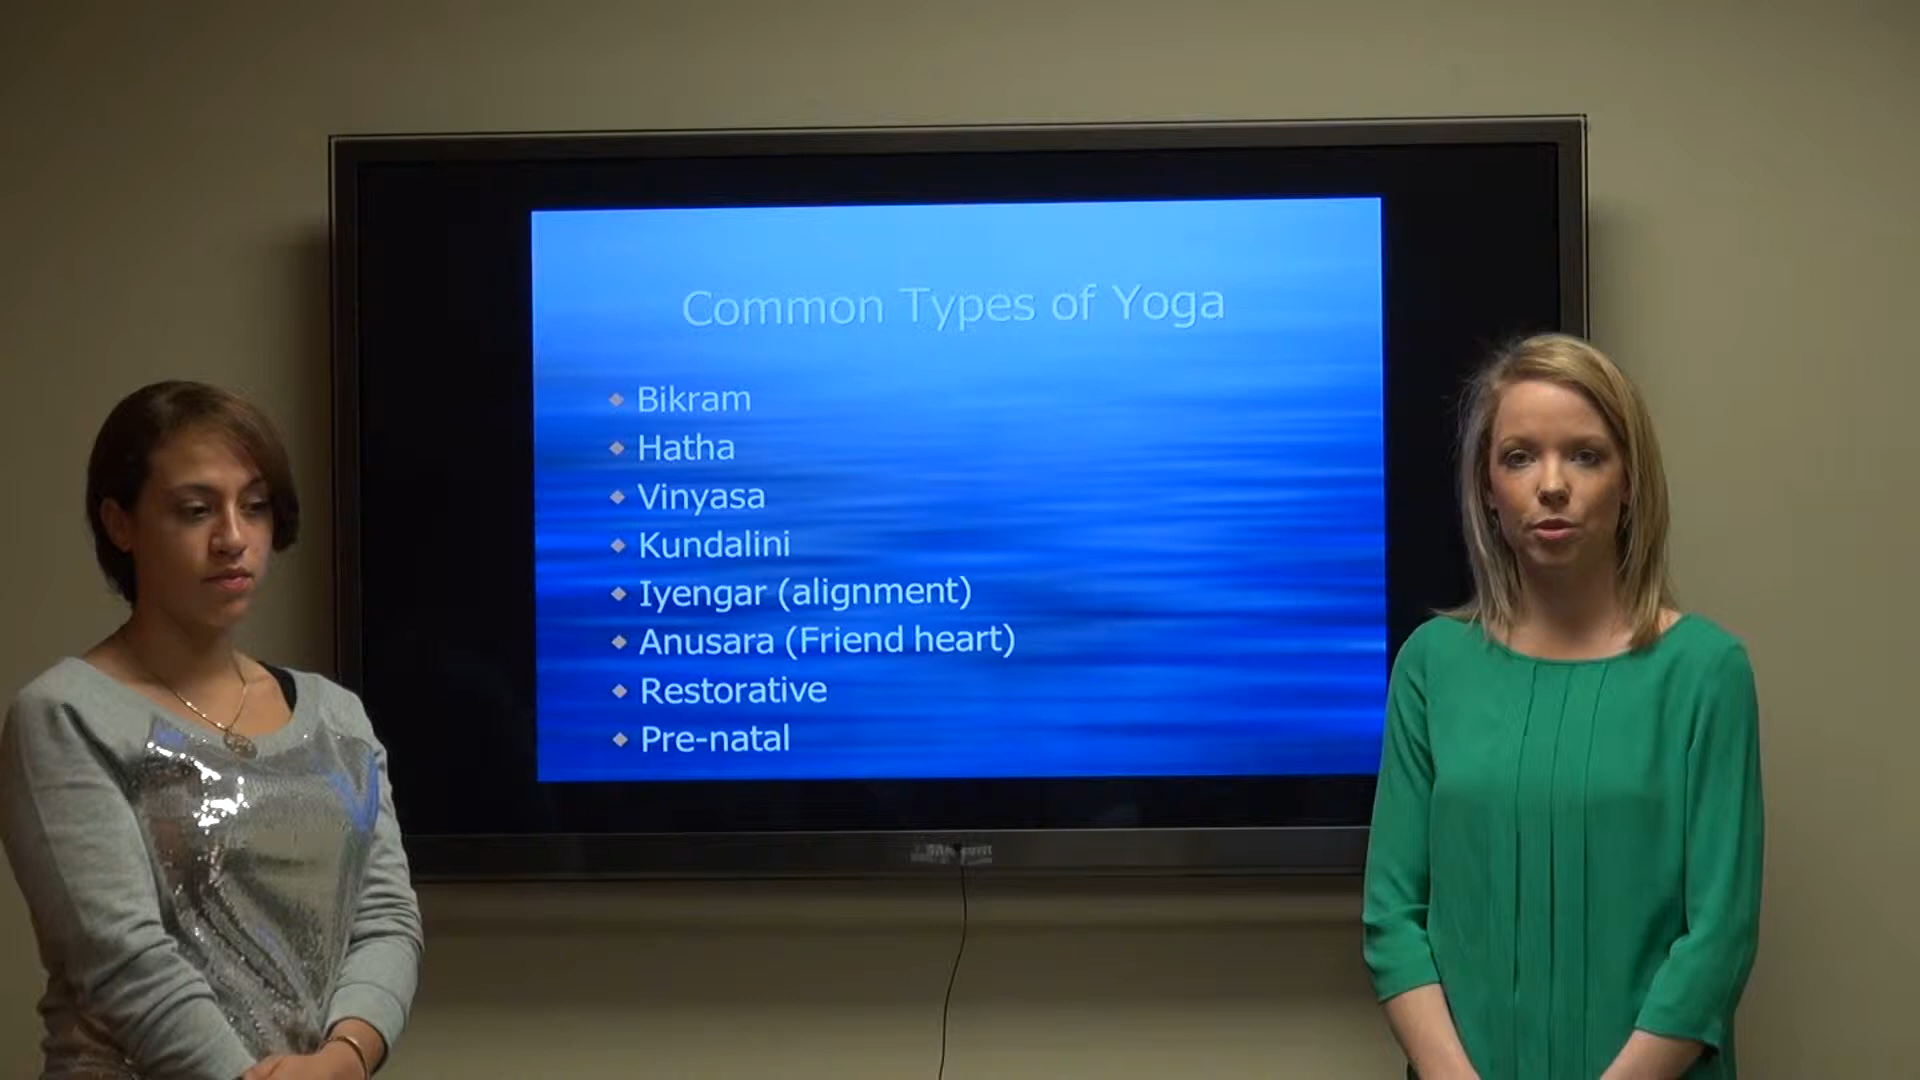 Common Types of Yoga
Bikram
Hatha
Vinyasa
Kundalini
Iyengar (alignment)
Anusara (Friend heart)
Restorative
Pre-natal